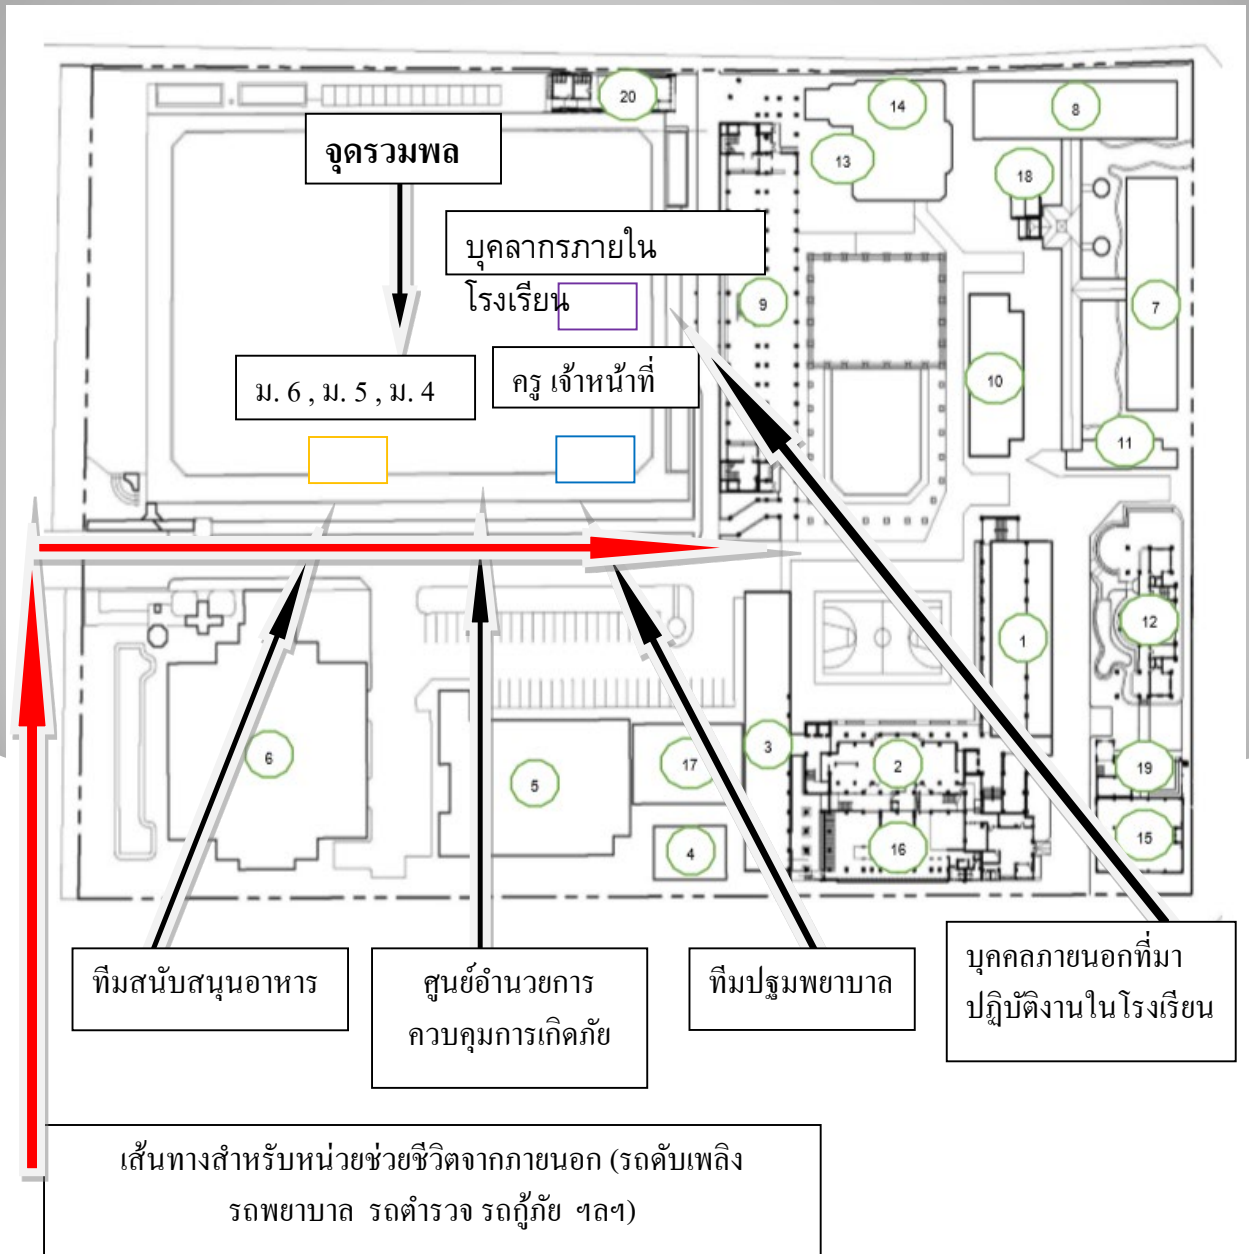 20
14
8
จุดรวมพล
13
18
บุคลากรภายใน
โรงเรียน
9
7
ม. 6 , ม. 5 , ม. 4
ครู เจ้าหน้าที่
10
11
1
12
6
5
17
3
2
19
4
16
15
ทีมสนับสนุนอาหาร
ศูนย์อำนวยการ
ควบคุมการเกิดภัย
ทีมปฐมพยาบาล
บุคคลภายนอกที่มา
ปฏิบัติงานในโรงเรียน
เส้นทางสำหรับหน่วยช่วยชีวิตจากภายนอก (รถดับเพลิง
รถพยาบาล รถตำรวจ รถกู้ภัย ฯลฯ)